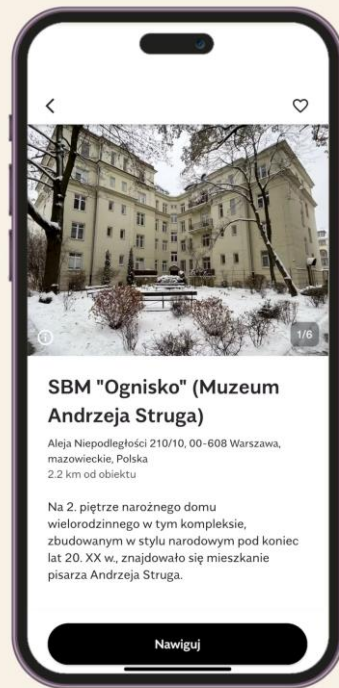 1/6
SBM "Ognisko" (Muzeum
Andrzeja Struga)
Aleja Niepodległości 210/10, 00-608 Warszawa,
mazowieckie, Polska
2.2 km od obiektu
Na 2. piętrze narożnego domu
wielorodzinnego w tym kompleksie,
zbudowanym w stylu narodowym pod koniec
lat 20. XX w., znajdowało się mieszkanie
pisarza Andrzeja Struga.
Nawiguj